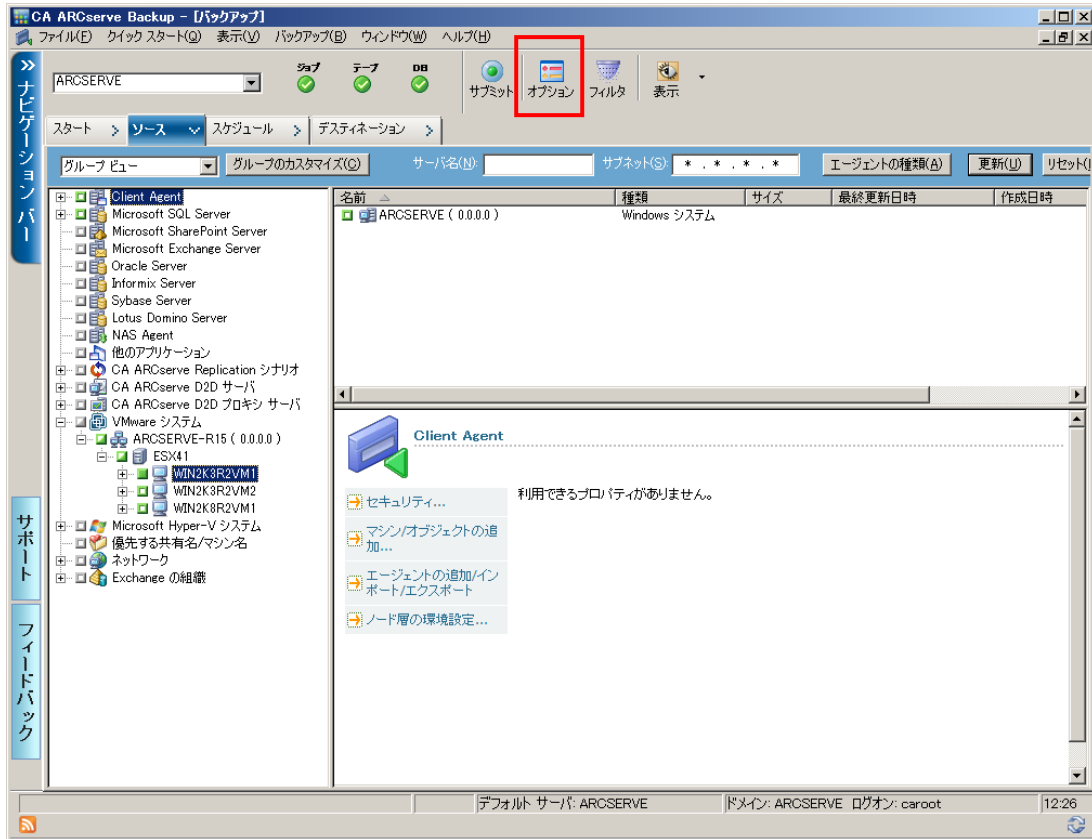 CA ARCserve Backup - [バックアップ]
ファイル(F) クイック スタート(Q) 表示(V) バックアップ(B) ウィンドウ(W) ヘルプ(H)
ナビゲーション バー
ARCSERVE
ジョブ テープ DB
サブミット オプション フィルタ 表示
スタート > ソース スケジュール > デスティネーション >
グループ ビュー グループのカスタマイズ(C) サーバ名(N): サブネット(S): * . * . * . * エージェントの種類(A) 更新(U) リセット(
Client Agent
Microsoft SQL Server
Microsoft SharePoint Server
Microsoft Exchange Server
Oracle Server
Informix Server
Sybase Server
Lotus Domino Server
NAS Agent
他のアプリケーション
CA ARCserve Replication シナリオ
CA ARCserve D2D サーバ
CA ARCserve D2D プロキシ サーバ
VMware システム
ARCSERVE-R15 ( 0.0.0.0 )
ESX41
WIN2K3R2VM1
WIN2K3R2VM2
WIN2K8R2VM1
Microsoft Hyper-V システム
優先する共有名/マシン名
ネットワーク
Exchange の組織
名前 種類 サイズ 最終更新日時 作成日時
ARCSERVE ( 0.0.0.0 ) Windows システム
Client Agent
セキュリティ...
マシン/オブジェクトの追
加...
エージェントの追加/イン
ポート/エクスポート
ノード層の環境設定...
利用できるプロパティがありません。
サポート
フィードバック
デフォルト サーバ: ARCSERVE ドメイン: ARCSERVE ログオン: caroot 12:26